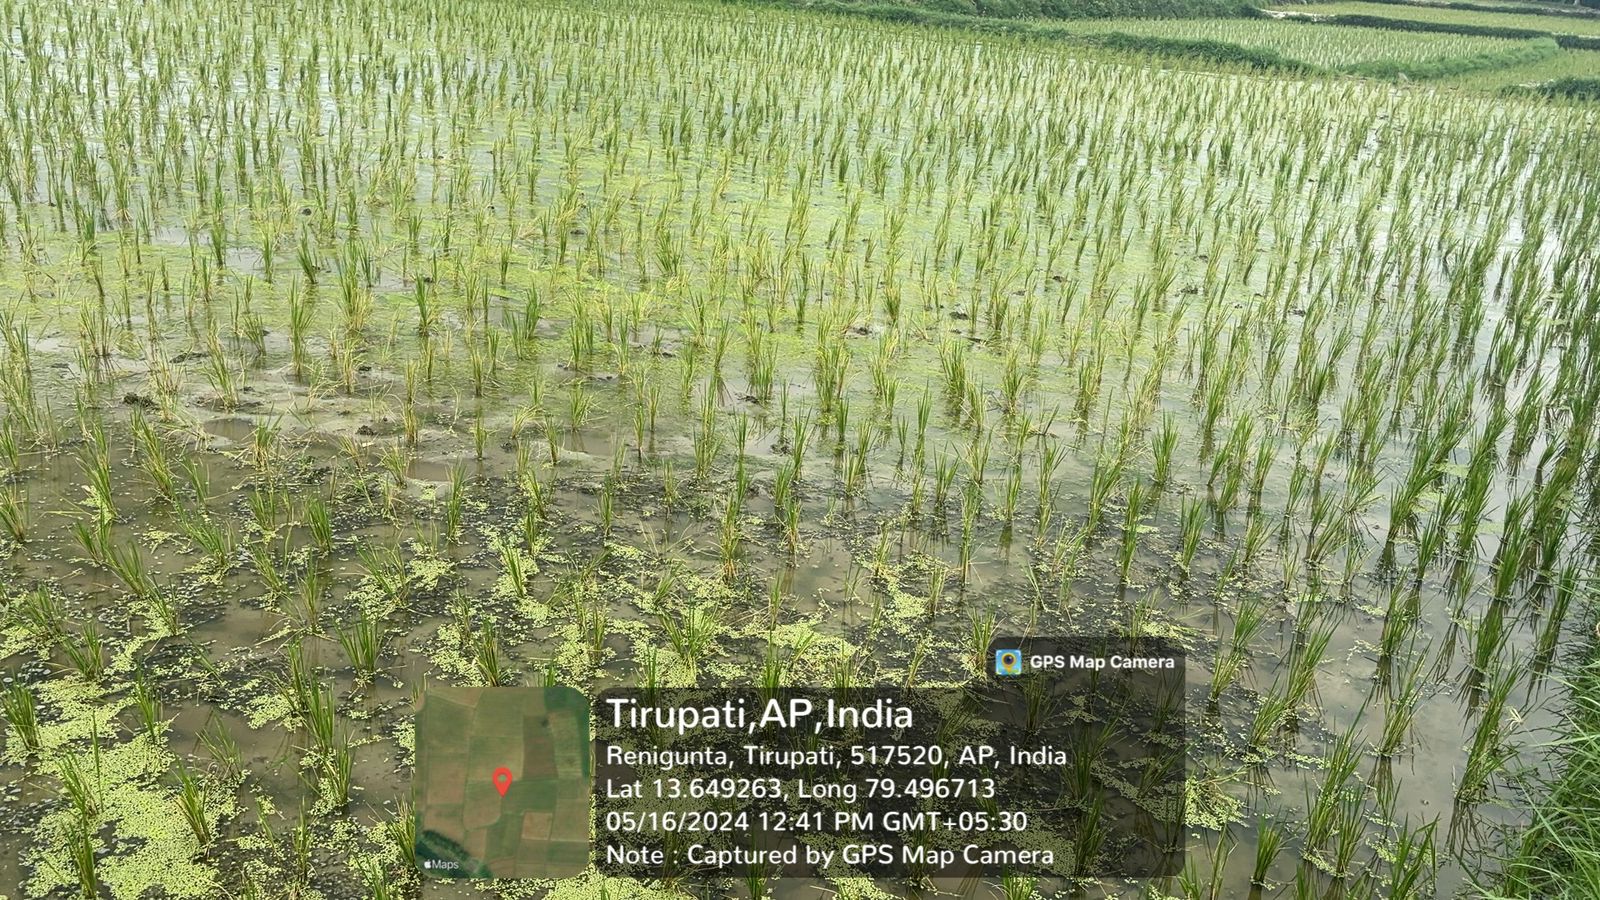 GPS Map Camera
Tirupati,AP,India
Renigunta, Tirupati, 517520, AP, India
Lat 13.649263, Long 79.496713
05/16/2024 12:41 PM GMT+05:30
Note : Captured by GPS Map Camera
Maps